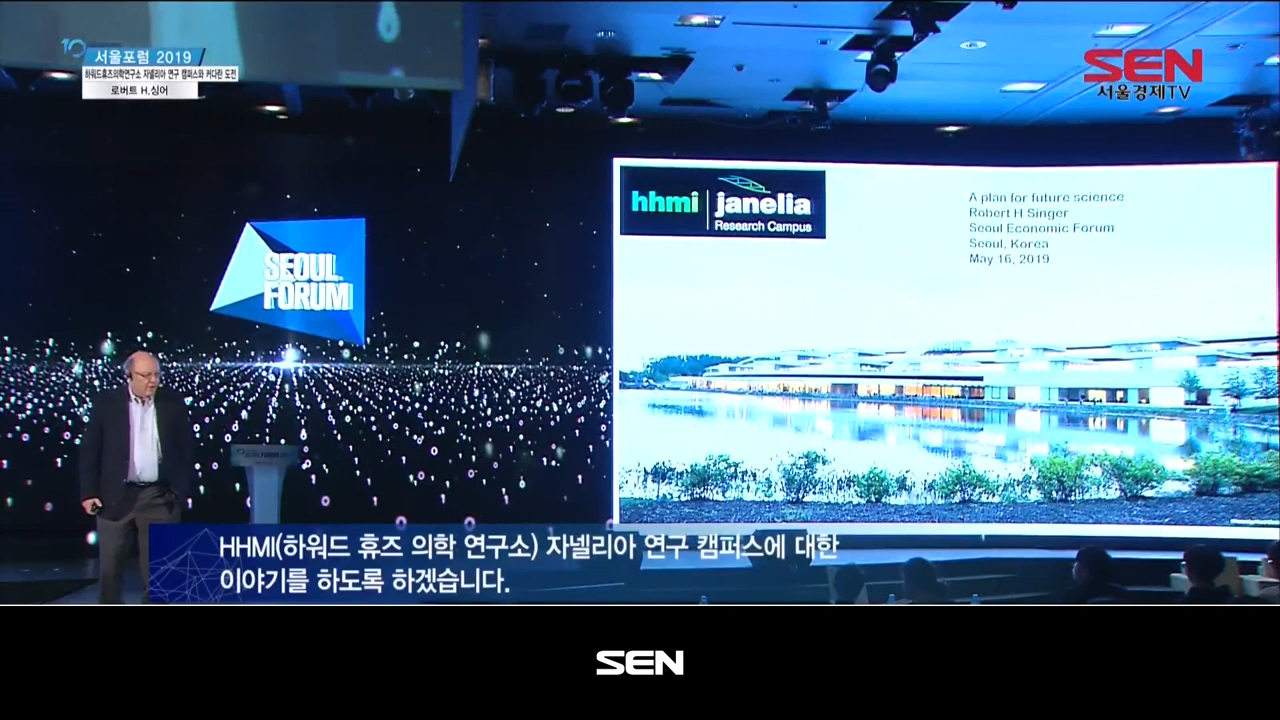 10
서울포럼 2019
하워드휴즈의학연구소 자넬리아 연구 캠퍼스와 커다란 도전
로버트 H.싱어
SEN
서울경제TV
hhmi janelia
Research Campus
A plan for future science
Robert H Singer
Seoul Economic Forum
Seoul, Korea
May 16, 2019
SEOUL
FORUM
HHMI(하워드 휴즈 의학 연구소) 자넬리아 연구 캠퍼스에 대한
이야기를 하도록 하겠습니다.
SEN